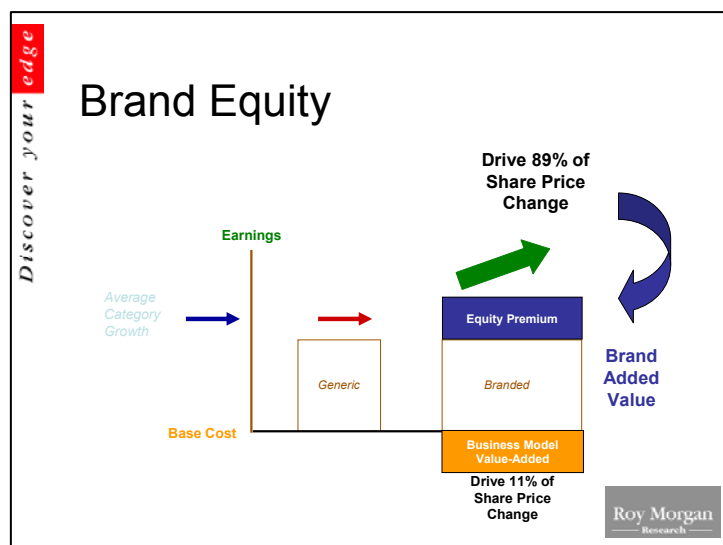 Discover your edge
Brand Equity
Drive 89% of
Share Price
Change
Earnings
Average
Category
Growth
Equity Premium
Generic
Branded
Brand
Added
Value
Base Cost
Business Model
Value-Added
Drive 11% of
Share Price
Change
Roy Morgan
Research